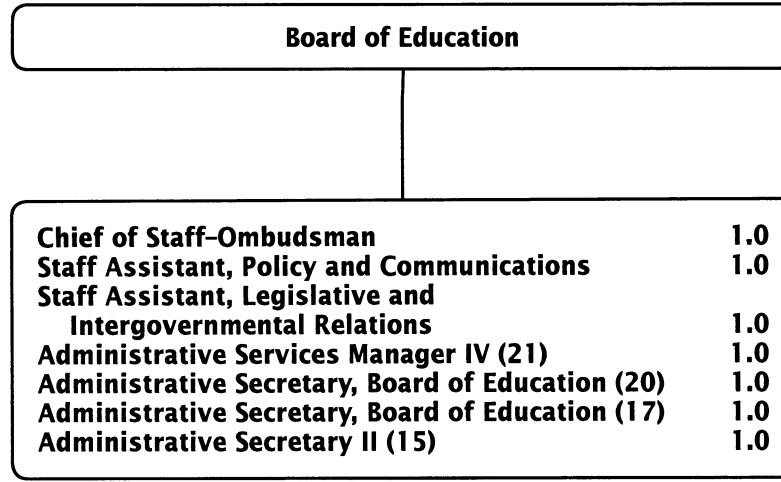 Board of Education
Chief of Staff–Ombudsman 1.0
Staff Assistant, Policy and Communications 1.0
Staff Assistant, Legislative and
Intergovernmental Relations 1.0
Administrative Services Manager IV (21) 1.0
Administrative Secretary, Board of Education (20) 1.0
Administrative Secretary, Board of Education (17) 1.0
Administrative Secretary II (15) 1.0